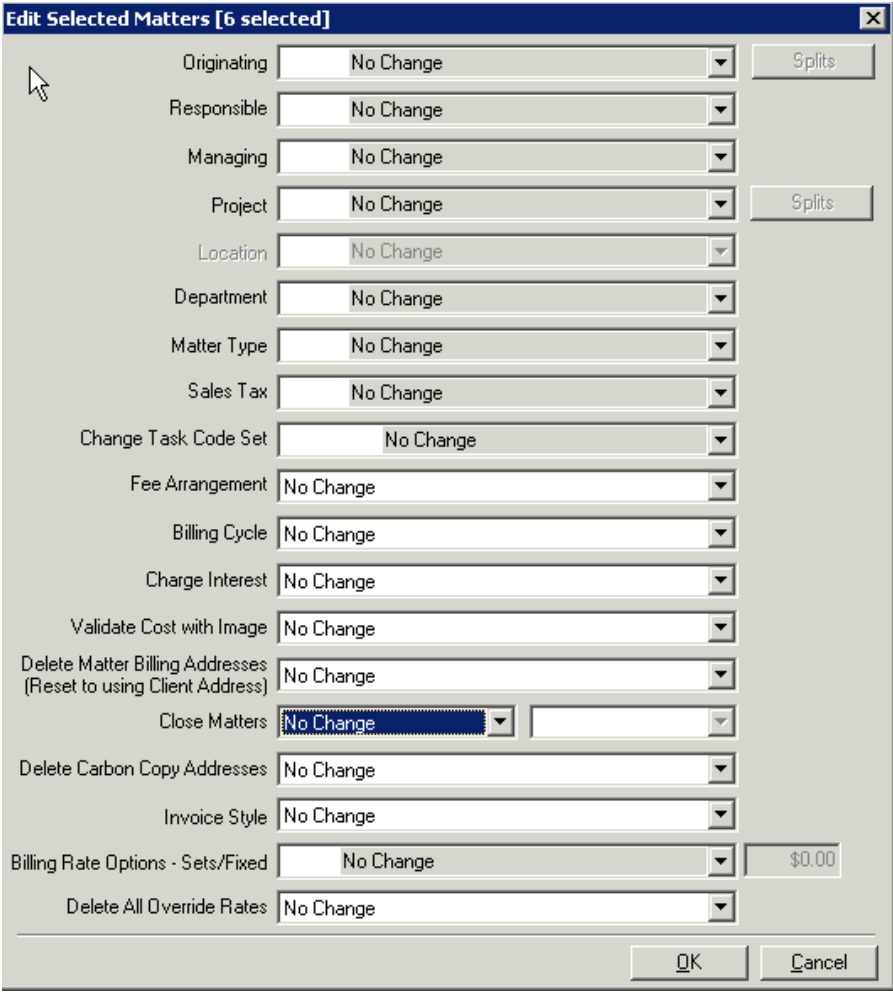 Edit Selected Matters [6 selected]
Originating No Change Splits
Responsible No Change
Managing No Change
Project No Change Splits
Location No Change
Department No Change
Matter Type No Change
Sales Tax No Change
Change Task Code Set No Change
Fee Arrangement No Change
Billing Cycle No Change
Charge Interest No Change
Validate Cost with Image No Change
Delete Matter Billing Addresses
(Reset to using Client Address) No Change
Close Matters No Change
Delete Carbon Copy Addresses No Change
Invoice Style No Change
Billing Rate Options - Sets/Fixed No Change $0.00
Delete All Override Rates No Change
OK Cancel